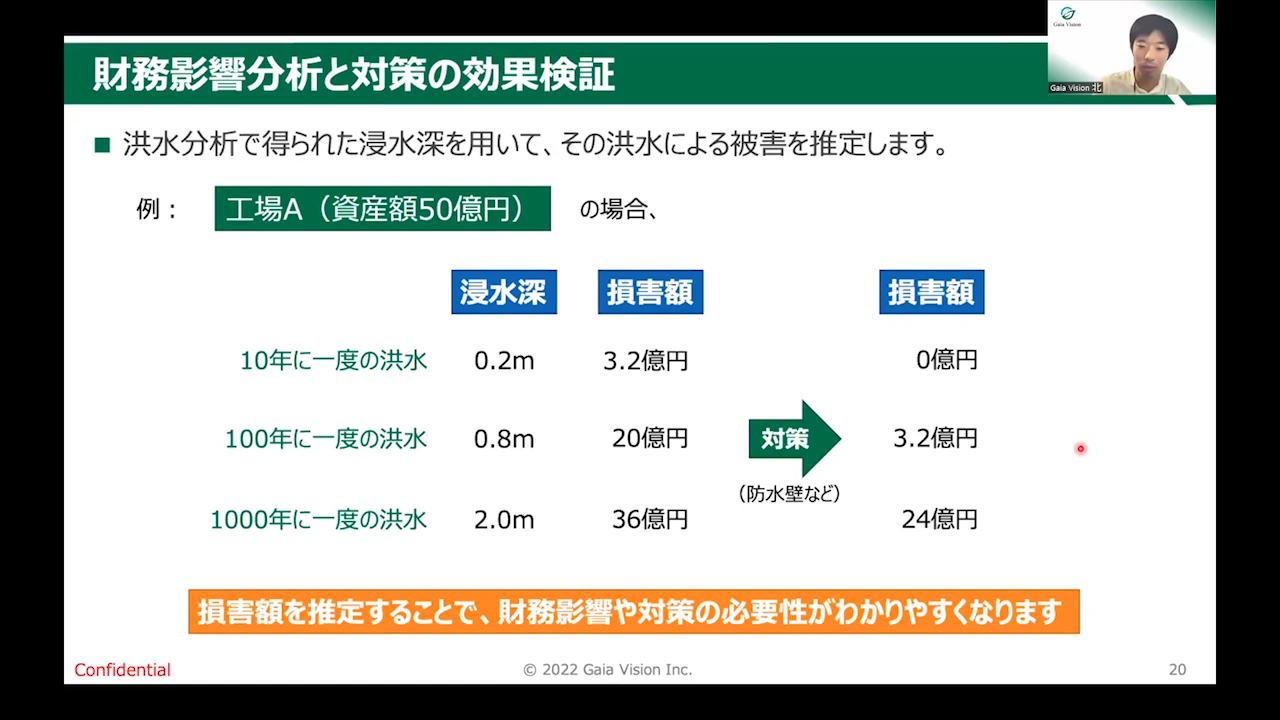 財務影響分析と対策の効果検証
Gaia Vision
Gaia Vision 北
■ 洪水分析で得られた浸水深を用いて、その洪水による被害を推定します。
例： 工場A（資産額50億円） の場合、
浸水深 損害額 損害額
10年に一度の洪水 0.2m 3.2億円 0億円
100年に一度の洪水 0.8m 20億円 対策 3.2億円
（防水壁など）
1000年に一度の洪水 2.0m 36億円 24億円
損害額を推定することで、財務影響や対策の必要性がわかりやすくなります
Confidential © 2022 Gaia Vision Inc. 20